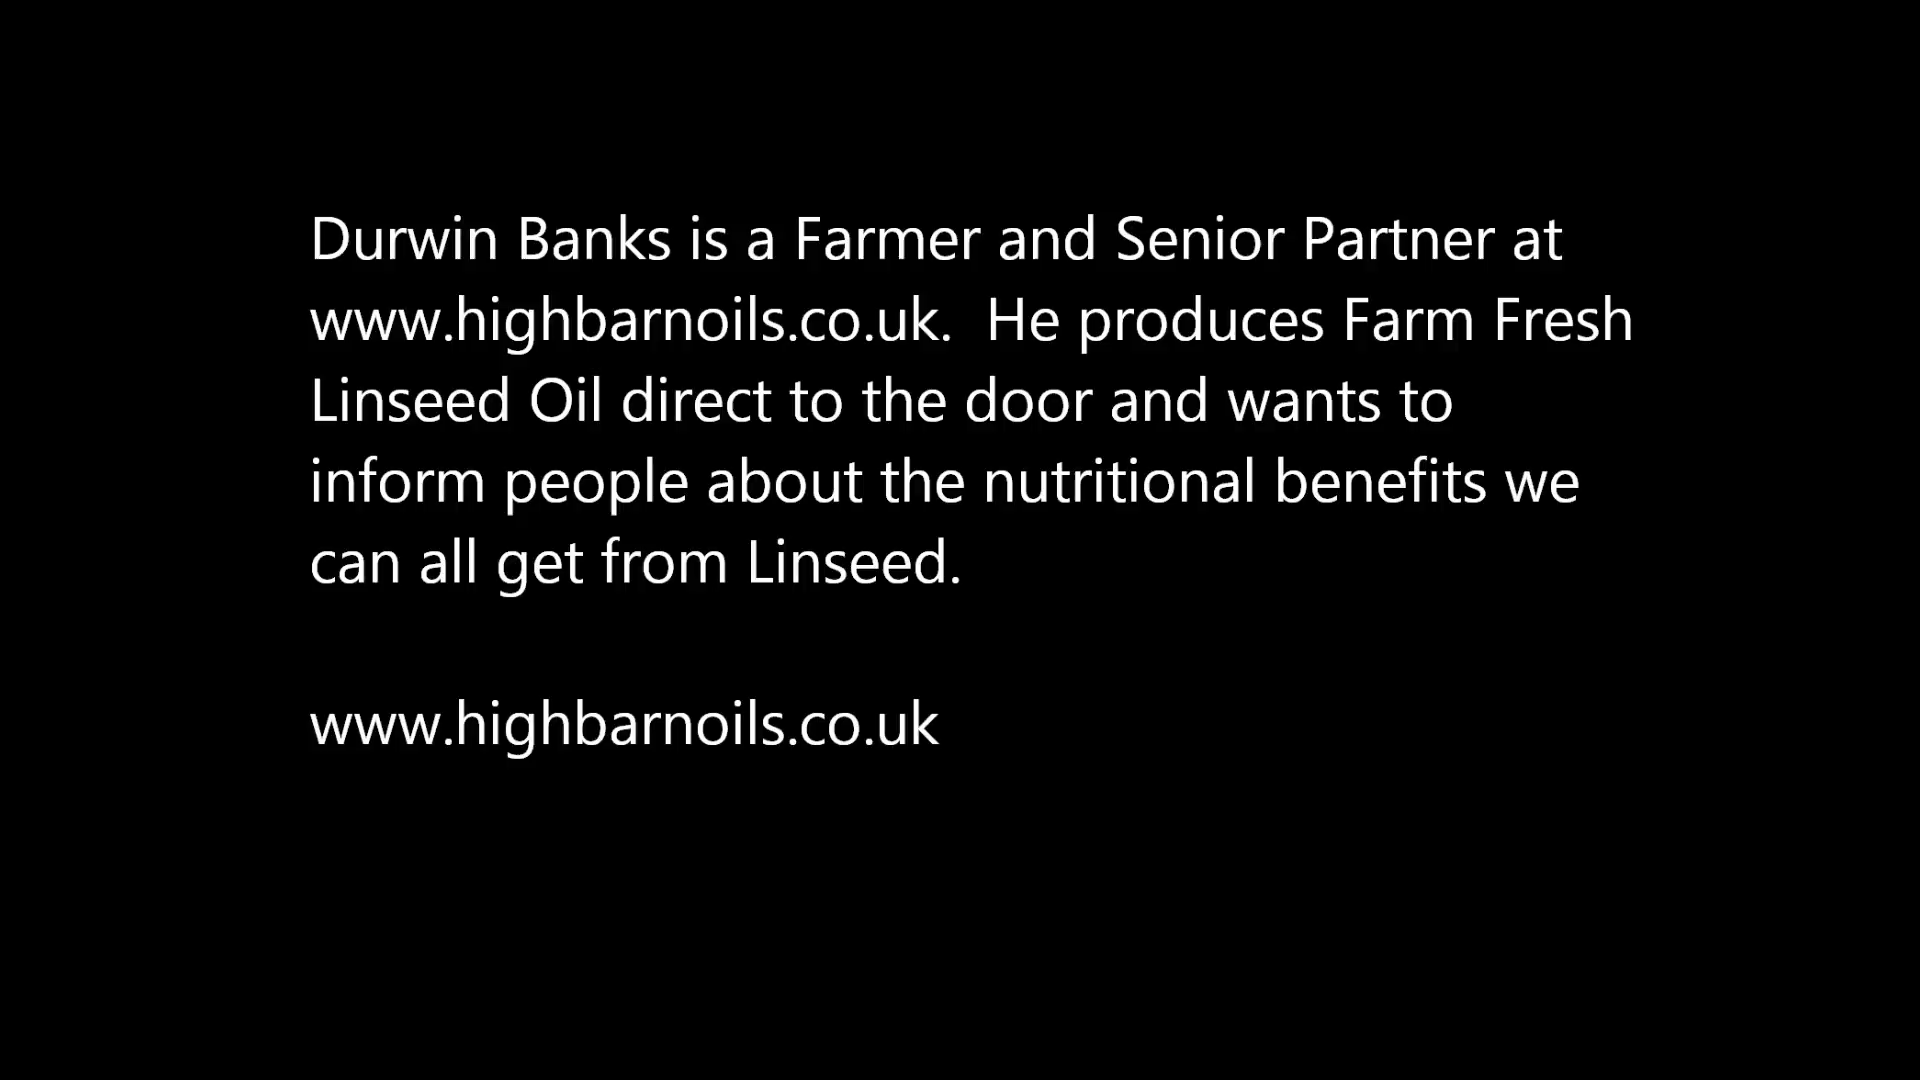 Durwin Banks is a Farmer and Senior Partner at
www.highbarnoils.co.uk.  He produces Farm Fresh
Linseed Oil direct to the door and wants to
inform people about the nutritional benefits we
can all get from Linseed.
www.highbarnoils.co.uk